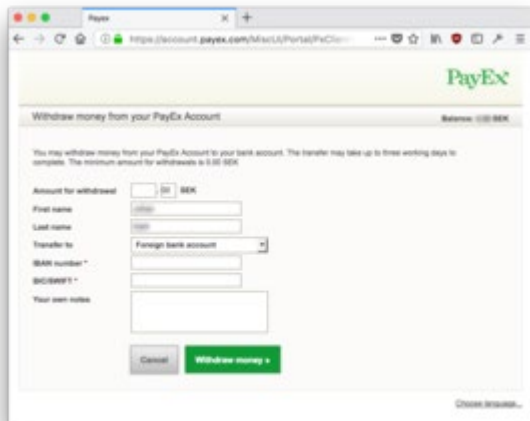 Payex
https://account.payex.com/MiscUI/Portal/PxClien
PayEx
Withdraw money from your PayEx Account
Balance: SEK
You may withdraw money from your PayEx Account to your bank account. The transfer may take up to three working days to
complete. The minimum amount for withdrawals is 0.00 SEK
Amount for withdrawal
, 00 SEK
First name
Last name
Transfer to
Foreign bank account
IBAN number *
BIC/SWIFT *
Your own notes
Cancel
Withdraw money »
Choose language...